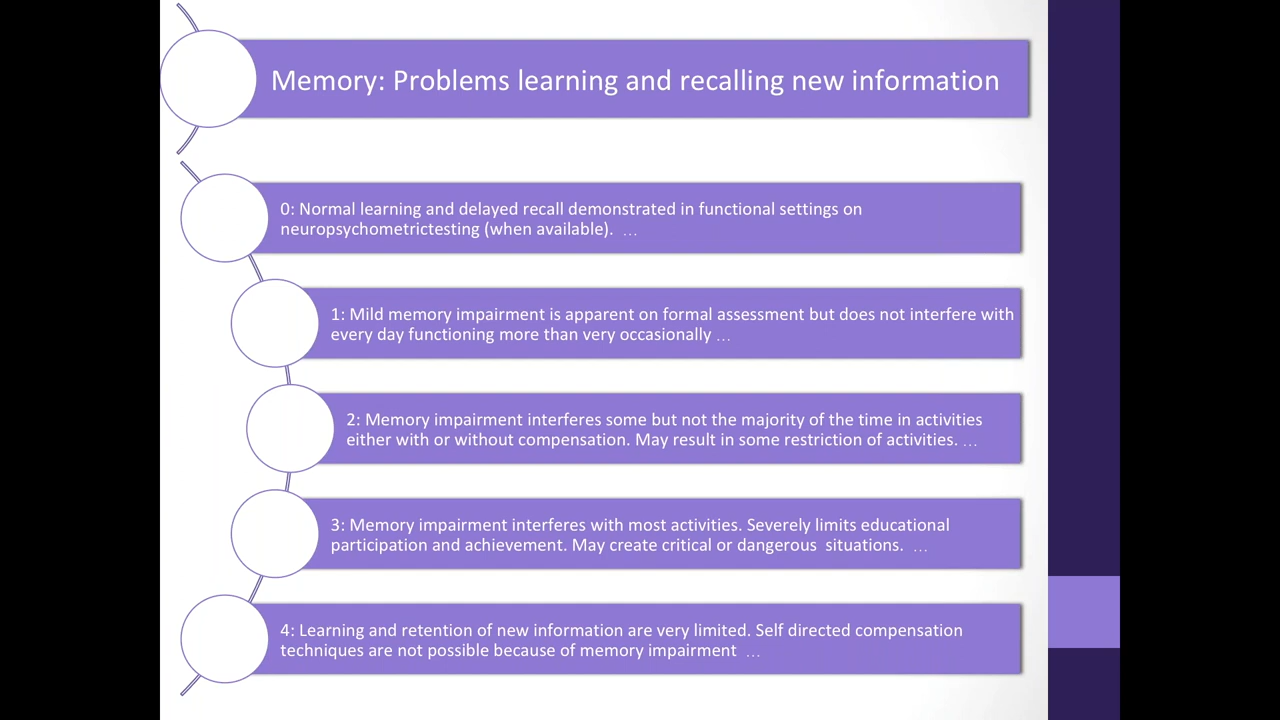 Memory: Problems learning and recalling new information
0: Normal learning and delayed recall demonstrated in functional settings on
neuropsychometrictesting (when available).  …
1: Mild memory impairment is apparent on formal assessment but does not interfere with
every day functioning more than very occasionally …
2: Memory impairment interferes some but not the majority of the time in activities
either with or without compensation. May result in some restriction of activities. …
3: Memory impairment interferes with most activities. Severely limits educational
participation and achievement. May create critical or dangerous  situations.  …
4: Learning and retention of new information are very limited. Self directed compensation
techniques are not possible because of memory impairment  …